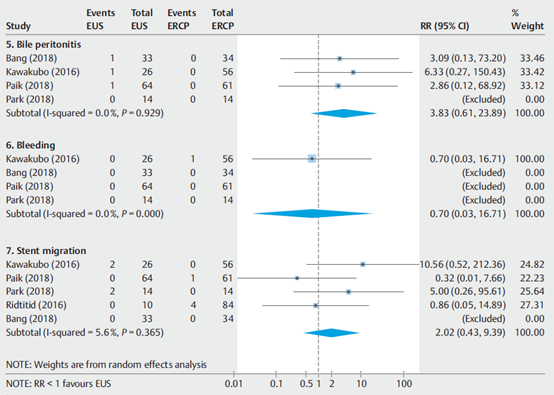 Events Total Events Total
%
Study EUS EUS ERCP ERCP RR (95% CI) Weight
5. Bile peritonitis
Bang (2018) 1 33 0 34 3.09 (0.13, 73.20) 33.46
Kawakubo (2016) 1 26 0 56 6.33 (0.27, 150.43) 33.42
Paik (2018) 1 64 0 61 2.86 (0.12, 68.92) 33.12
Park (2018) 0 14 0 14 (Excluded) 0.00
Subtotal (I-squared = 0.0%, P = 0.929) 3.83 (0.61, 23.89) 100.00
6. Bleeding
Kawakubo (2016) 0 26 1 56 0.70 (0.03, 16.71) 100.00
Bang (2018) 0 33 0 34 (Excluded) 0.00
Paik (2018) 0 64 0 61 (Excluded) 0.00
Park (2018) 0 14 0 14 (Excluded) 0.00
Subtotal (I-squared = 0.0%, P = 0.000) 0.70 (0.03, 16.71) 100.00
7. Stent migration
Kawakubo (2016) 2 26 0 56 10.56 (0.52, 212.36) 24.82
Paik (2018) 0 64 1 61 0.32 (0.01, 7.66) 22.23
Park (2018) 2 14 0 14 5.00 (0.26, 95.61) 25.64
Ridtitid (2016) 0 10 4 84 0.86 (0.05, 14.89) 27.31
Bang (2018) 0 33 0 34 (Excluded) 0.00
Subtotal (I-squared = 5.6%, P = 0.365) 2.02 (0.43, 9.39) 100.00
NOTE: Weights are from random effects analysis
NOTE: RR < 1 favours EUS 0.01 0.1 0.5 1 2 10 100